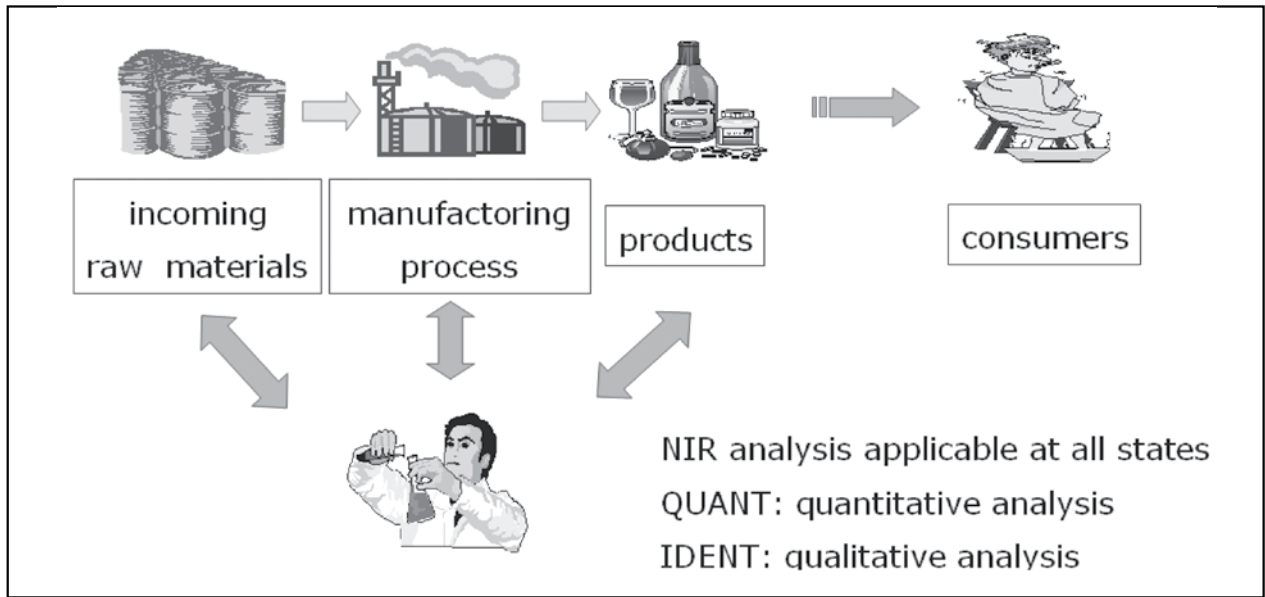 incoming
raw materials
manufactoring
process
products
consumers
NIR analysis applicable at all states
QUANT: quantitative analysis
IDENT: qualitative analysis